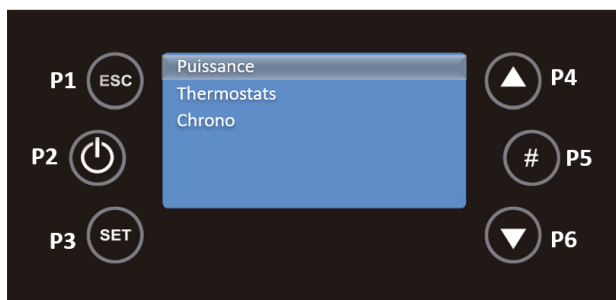 P1 ESC
P2
P3 SET
Puissance
Thermostats
Chrono
P4
# P5
P6